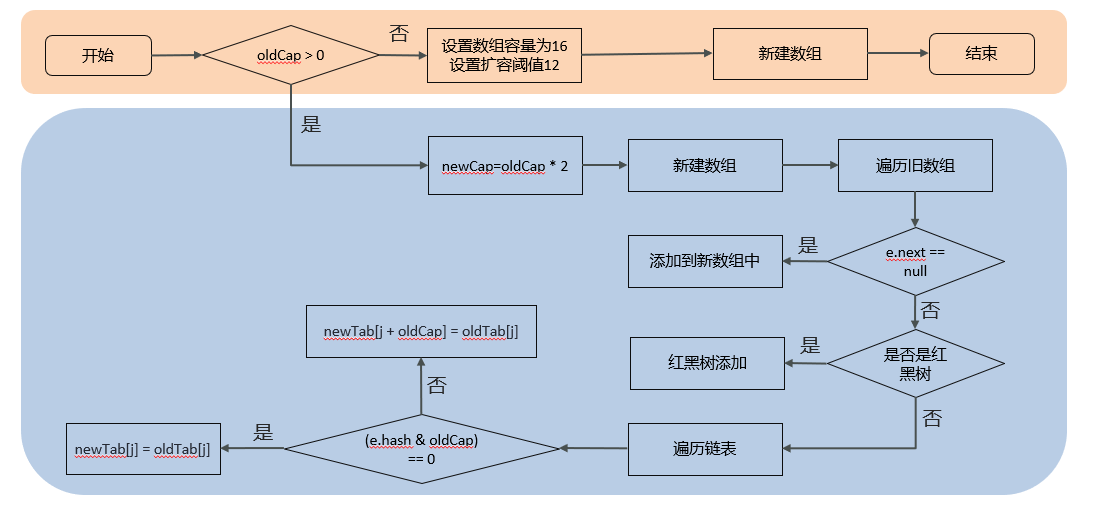 开始
oldCap > 0
否
设置数组容量为16
设置扩容阈值12
新建数组
结束
是
newCap=oldCap * 2
新建数组
遍历旧数组
e.next ==
null
是
添加到新数组中
否
是否是红
黑树
是
红黑树添加
否
遍历链表
(e.hash & oldCap)
== 0
否
newTab[j + oldCap] = oldTab[j]
是
newTab[j] = oldTab[j]